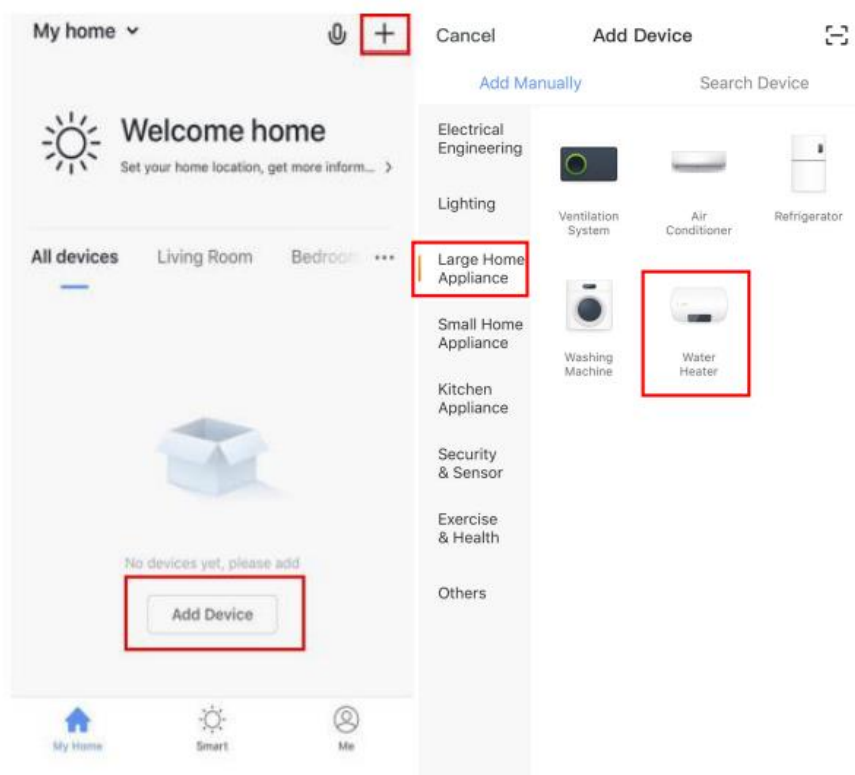 My home
Welcome home
Set your home location, get more inform... >
All devices Living Room Bedroom
No devices yet, please add
Add Device
My Home Smart Me
Cancel Add Device
Add Manually Search Device
Electrical
Engineering
Lighting
Large Home
Appliance
Small Home
Appliance
Kitchen
Appliance
Security
& Sensor
Exercise
& Health
Others
Ventilation
System
Air
Conditioner
Refrigerator
Washing
Machine
Water
Heater